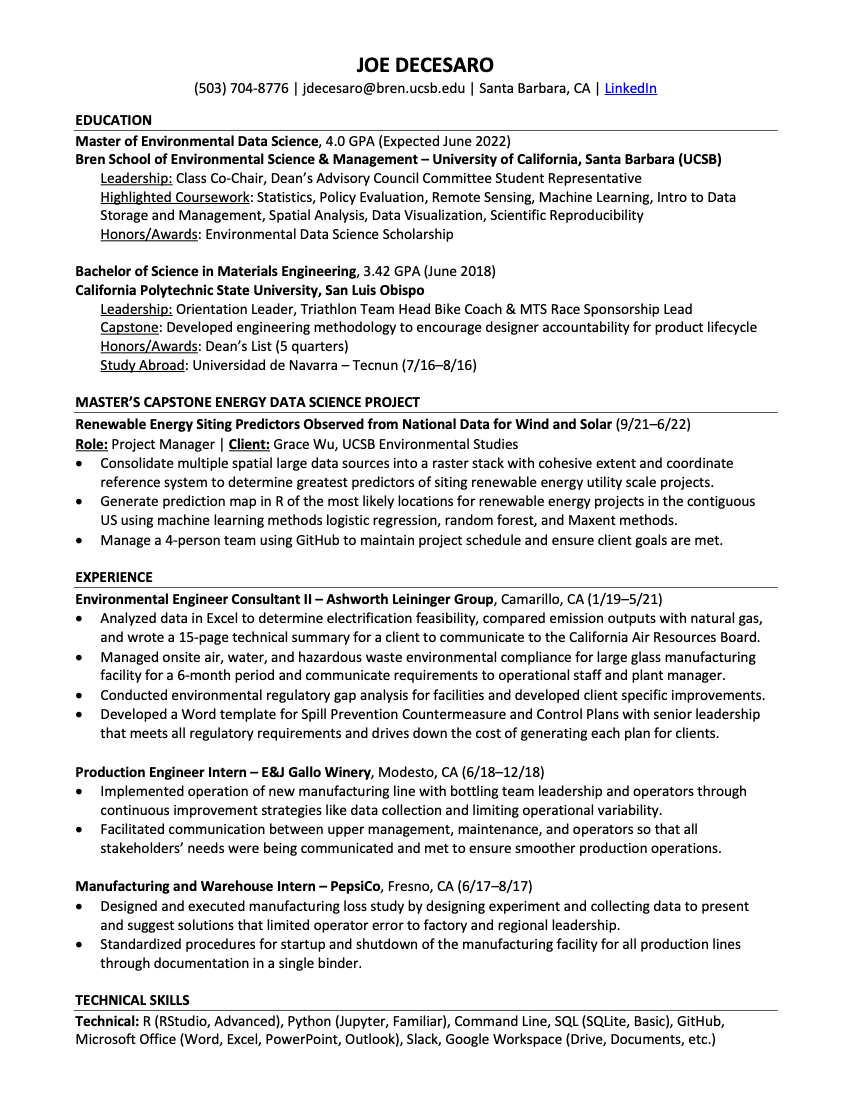 JOE DECESARO
(503) 704-8776 | jdecesaro@bren.ucsb.edu | Santa Barbara, CA | LinkedIn
EDUCATION
Master of Environmental Data Science, 4.0 GPA (Expected June 2022)
Bren School of Environmental Science & Management – University of California, Santa Barbara (UCSB)
Leadership: Class Co-Chair, Dean’s Advisory Council Committee Student Representative
Highlighted Coursework: Statistics, Policy Evaluation, Remote Sensing, Machine Learning, Intro to Data
Storage and Management, Spatial Analysis, Data Visualization, Scientific Reproducibility
Honors/Awards: Environmental Data Science Scholarship
Bachelor of Science in Materials Engineering, 3.42 GPA (June 2018)
California Polytechnic State University, San Luis Obispo
Leadership: Orientation Leader, Triathlon Team Head Bike Coach & MTS Race Sponsorship Lead
Capstone: Developed engineering methodology to encourage designer accountability for product lifecycle
Honors/Awards: Dean’s List (5 quarters)
Study Abroad: Universidad de Navarra – Tecnun (7/16–8/16)
MASTER’S CAPSTONE ENERGY DATA SCIENCE PROJECT
Renewable Energy Siting Predictors Observed from National Data for Wind and Solar (9/21–6/22)
Role: Project Manager | Client: Grace Wu, UCSB Environmental Studies
• Consolidate multiple spatial large data sources into a raster stack with cohesive extent and coordinate
reference system to determine greatest predictors of siting renewable energy utility scale projects.
• Generate prediction map in R of the most likely locations for renewable energy projects in the contiguous
US using machine learning methods logistic regression, random forest, and Maxent methods.
• Manage a 4-person team using GitHub to maintain project schedule and ensure client goals are met.
EXPERIENCE
Environmental Engineer Consultant II – Ashworth Leininger Group, Camarillo, CA (1/19–5/21)
• Analyzed data in Excel to determine electrification feasibility, compared emission outputs with natural gas,
and wrote a 15-page technical summary for a client to communicate to the California Air Resources Board.
• Managed onsite air, water, and hazardous waste environmental compliance for large glass manufacturing
facility for a 6-month period and communicate requirements to operational staff and plant manager.
• Conducted environmental regulatory gap analysis for facilities and developed client specific improvements.
• Developed a Word template for Spill Prevention Countermeasure and Control Plans with senior leadership
that meets all regulatory requirements and drives down the cost of generating each plan for clients.
Production Engineer Intern – E&J Gallo Winery, Modesto, CA (6/18–12/18)
• Implemented operation of new manufacturing line with bottling team leadership and operators through
continuous improvement strategies like data collection and limiting operational variability.
• Facilitated communication between upper management, maintenance, and operators so that all
stakeholders’ needs were being communicated and met to ensure smoother production operations.
Manufacturing and Warehouse Intern – PepsiCo, Fresno, CA (6/17–8/17)
• Designed and executed manufacturing loss study by designing experiment and collecting data to present
and suggest solutions that limited operator error to factory and regional leadership.
• Standardized procedures for startup and shutdown of the manufacturing facility for all production lines
through documentation in a single binder.
TECHNICAL SKILLS
Technical: R (RStudio, Advanced), Python (Jupyter, Familiar), Command Line, SQL (SQLite, Basic), GitHub,
Microsoft Office (Word, Excel, PowerPoint, Outlook), Slack, Google Workspace (Drive, Documents, etc.)